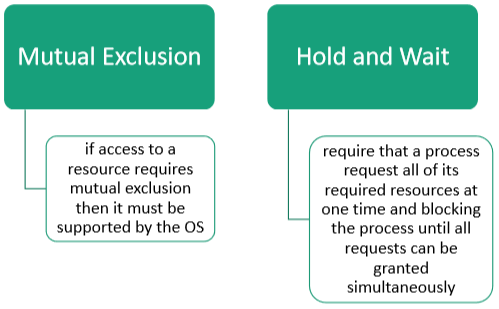 Mutual Exclusion
if access to a
resource requires
mutual exclusion
then it must be
supported by the OS
Hold and Wait
require that a process
request all of its
required resources at
one time and blocking
the process until all
requests can be
granted
simultaneously